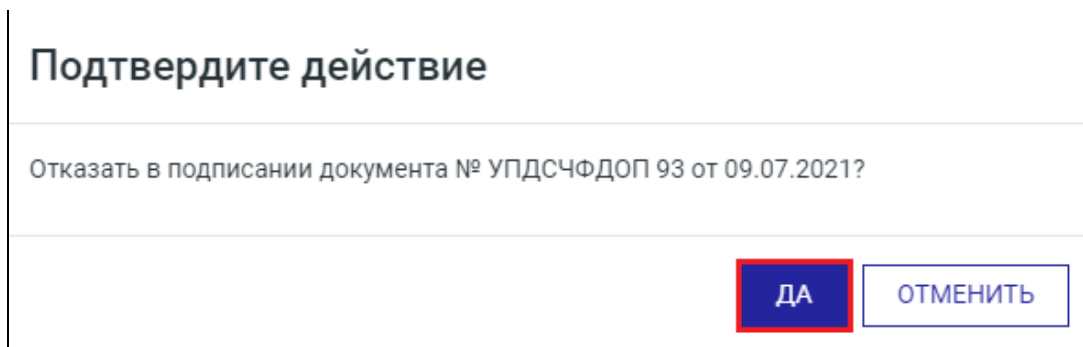 Подтвердите действие
Отказать в подписании документа № УПДСЧФДОП 93 от 09.07.2021?
ДА ОТМЕНИТЬ